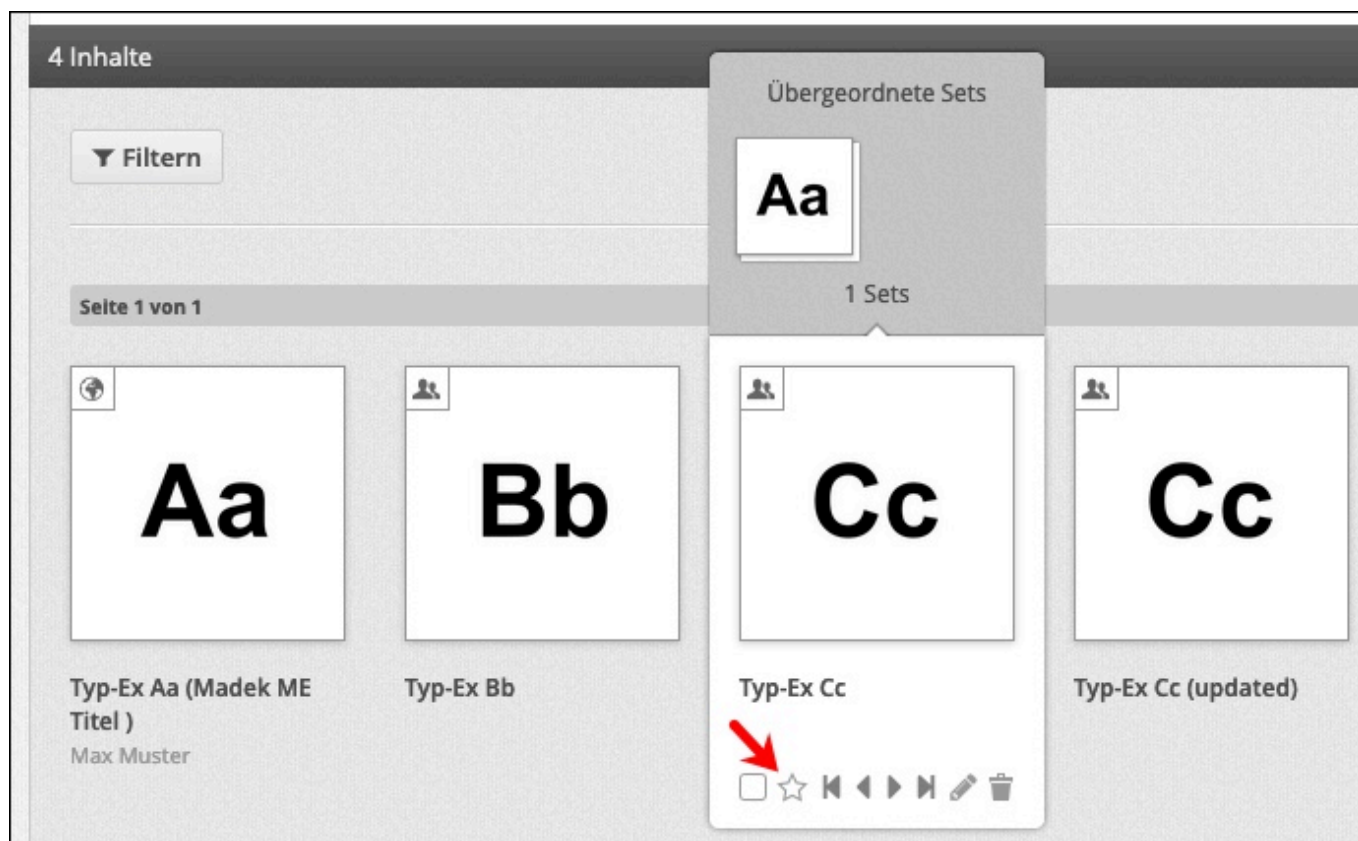 4 Inhalte
Übergeordnete Sets
Filtern
Aa
1 Sets
Seite 1 von 1
Aa
Bb
Cc
Cc
Typ-Ex Aa (Madek ME
Titel )
Max Muster
Typ-Ex Bb
Typ-Ex Cc
Typ-Ex Cc (updated)